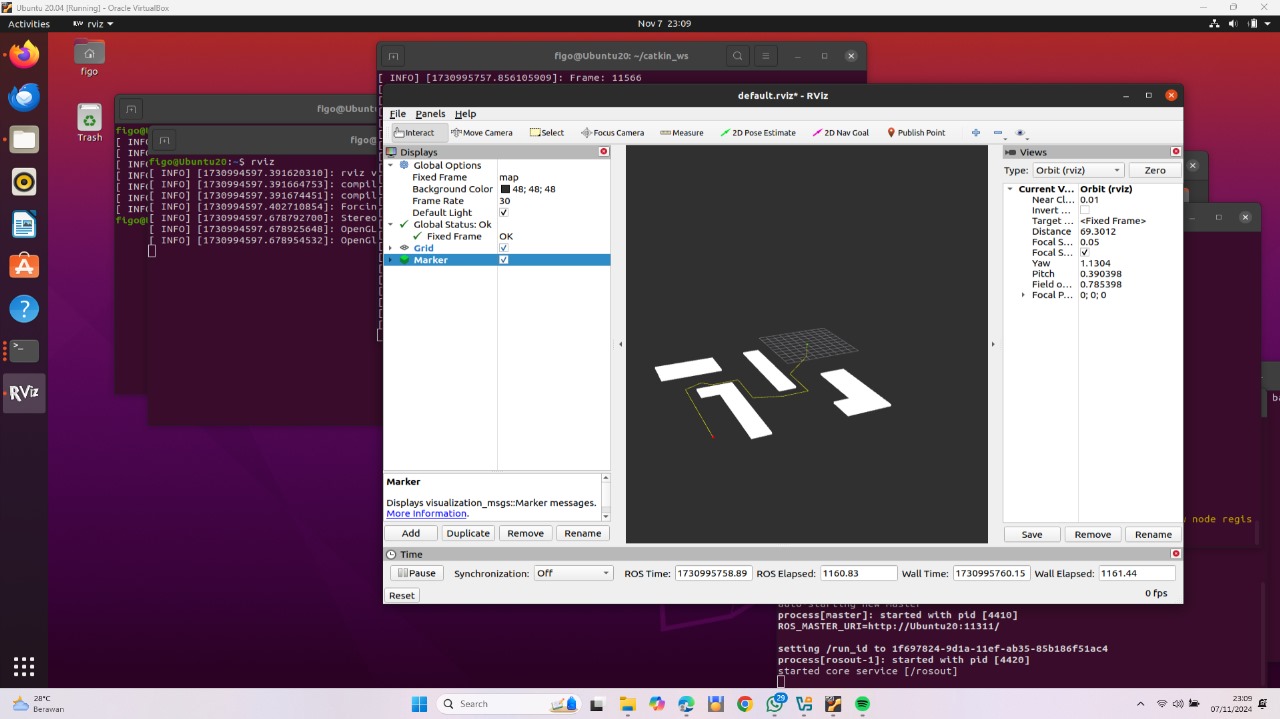 Ubuntu 20.04 [Running] - Oracle VirtualBox
Activities
rviz
Nov 7 23:09
figo
Trash
figo@Ubuntu20: ~/catkin_ws
[ INFO] [1730995757.856105909]: Frame: 11566
figo@Ubunt
figo@
figo@U
[ INFO
[ INFO
[ INFO
[ INFO
[ INFO
[ INFO
figo@U
figo@Ubuntu20:~$ rviz
[ INFO] [1730994597.391620310]: rviz v
[ INFO] [1730994597.391664753]: compil
[ INFO] [1730994597.391674451]: compil
[ INFO] [1730994597.402710854]: Forcin
[ INFO] [1730994597.678792700]: Stereo
[ INFO] [1730994597.678925648]: OpenGL
[ INFO] [1730994597.678954532]: OpenGL
default.rviz* - RViz
File Panels Help
Interact Move Camera Select Focus Camera Measure 2D Pose Estimate 2D Nav Goal Publish Point
Displays
Global Options
Fixed Frame map
Background Color 48; 48; 48
Frame Rate 30
Default Light
Global Status: Ok
Fixed Frame OK
Grid
Marker
Marker
Displays visualization_msgs::Marker messages.
More Information.
Add Duplicate Remove Rename
Views
Type: Orbit (rviz) Zero
Current V... Orbit (rviz)
Near Cl... 0.01
Invert ...
Target ... <Fixed Frame>
Distance 69.3012
Focal S... 0.05
Focal S...
Yaw 1.1304
Pitch 0.390398
Field o... 0.785398
Focal P... 0; 0; 0
Save Remove Rename
Time
Pause Synchronization: Off ROS Time: 1730995758.89 ROS Elapsed: 1160.83 Wall Time: 1730995760.15 Wall Elapsed: 1161.44
Reset
0 fps
RViz
ba
node regis
auto-starting new master
process[master]: started with pid [4410]
ROS_MASTER_URI=http://Ubuntu20:11311/
setting /run_id to 1f697824-9d1a-11ef-ab35-85b186f51ac4
process[rosout-1]: started with pid [4420]
started core service [/rosout]
28°C
Berawan
Search
29
23:09
07/11/2024